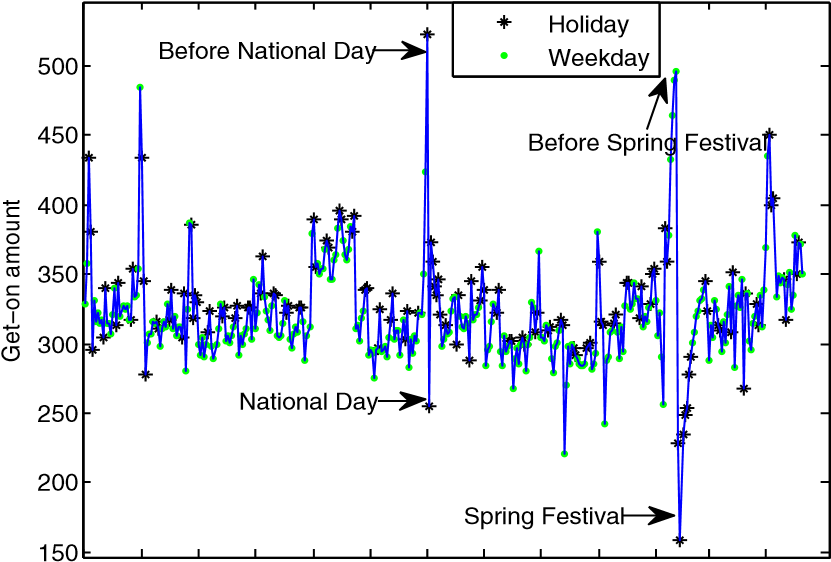 Holiday
Weekday
Before National Day
Before Spring Festival
National Day
Spring Festival
Get-on amount
500
450
400
350
300
250
200
150